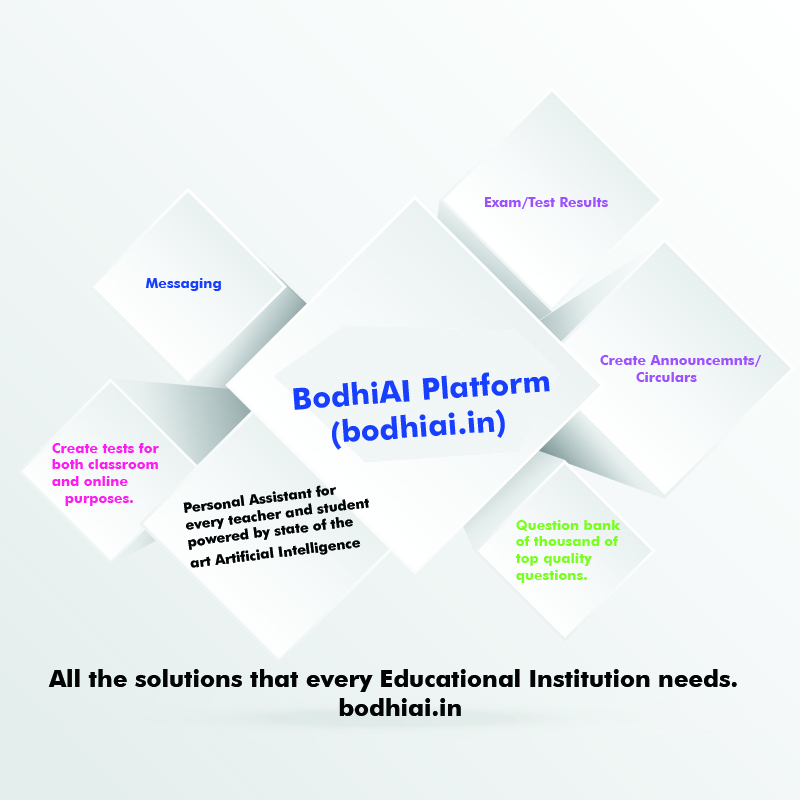 Exam/Test Results
Messaging
Create Announcemnts/
Circulars
BodhiAI Platform
(bodhiai.in)
Create tests for
both classroom
and online
purposes.
Personal Assistant for
every teacher and student
powered by state of the
art Artificial Intelligence
Question bank
of thousand of
top quality
questions.
All the solutions that every Educational Institution needs.
bodhiai.in